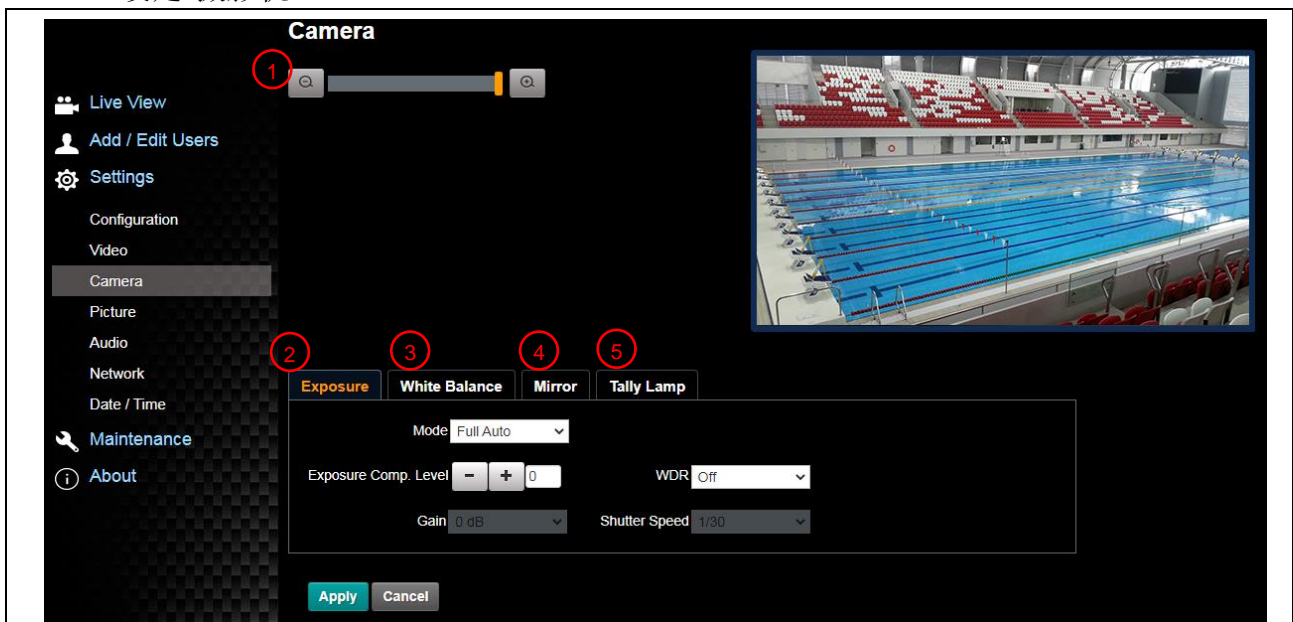 Camera
1
Live View
Add / Edit Users
Settings
Configuration
Video
Camera
Picture
Audio
Network
Date / Time
Maintenance
About
2 3 4 5
Exposure White Balance Mirror Tally Lamp
Mode Full Auto
Exposure Comp. Level - + 0 WDR Off
Gain 0 dB Shutter Speed 1/30
Apply Cancel